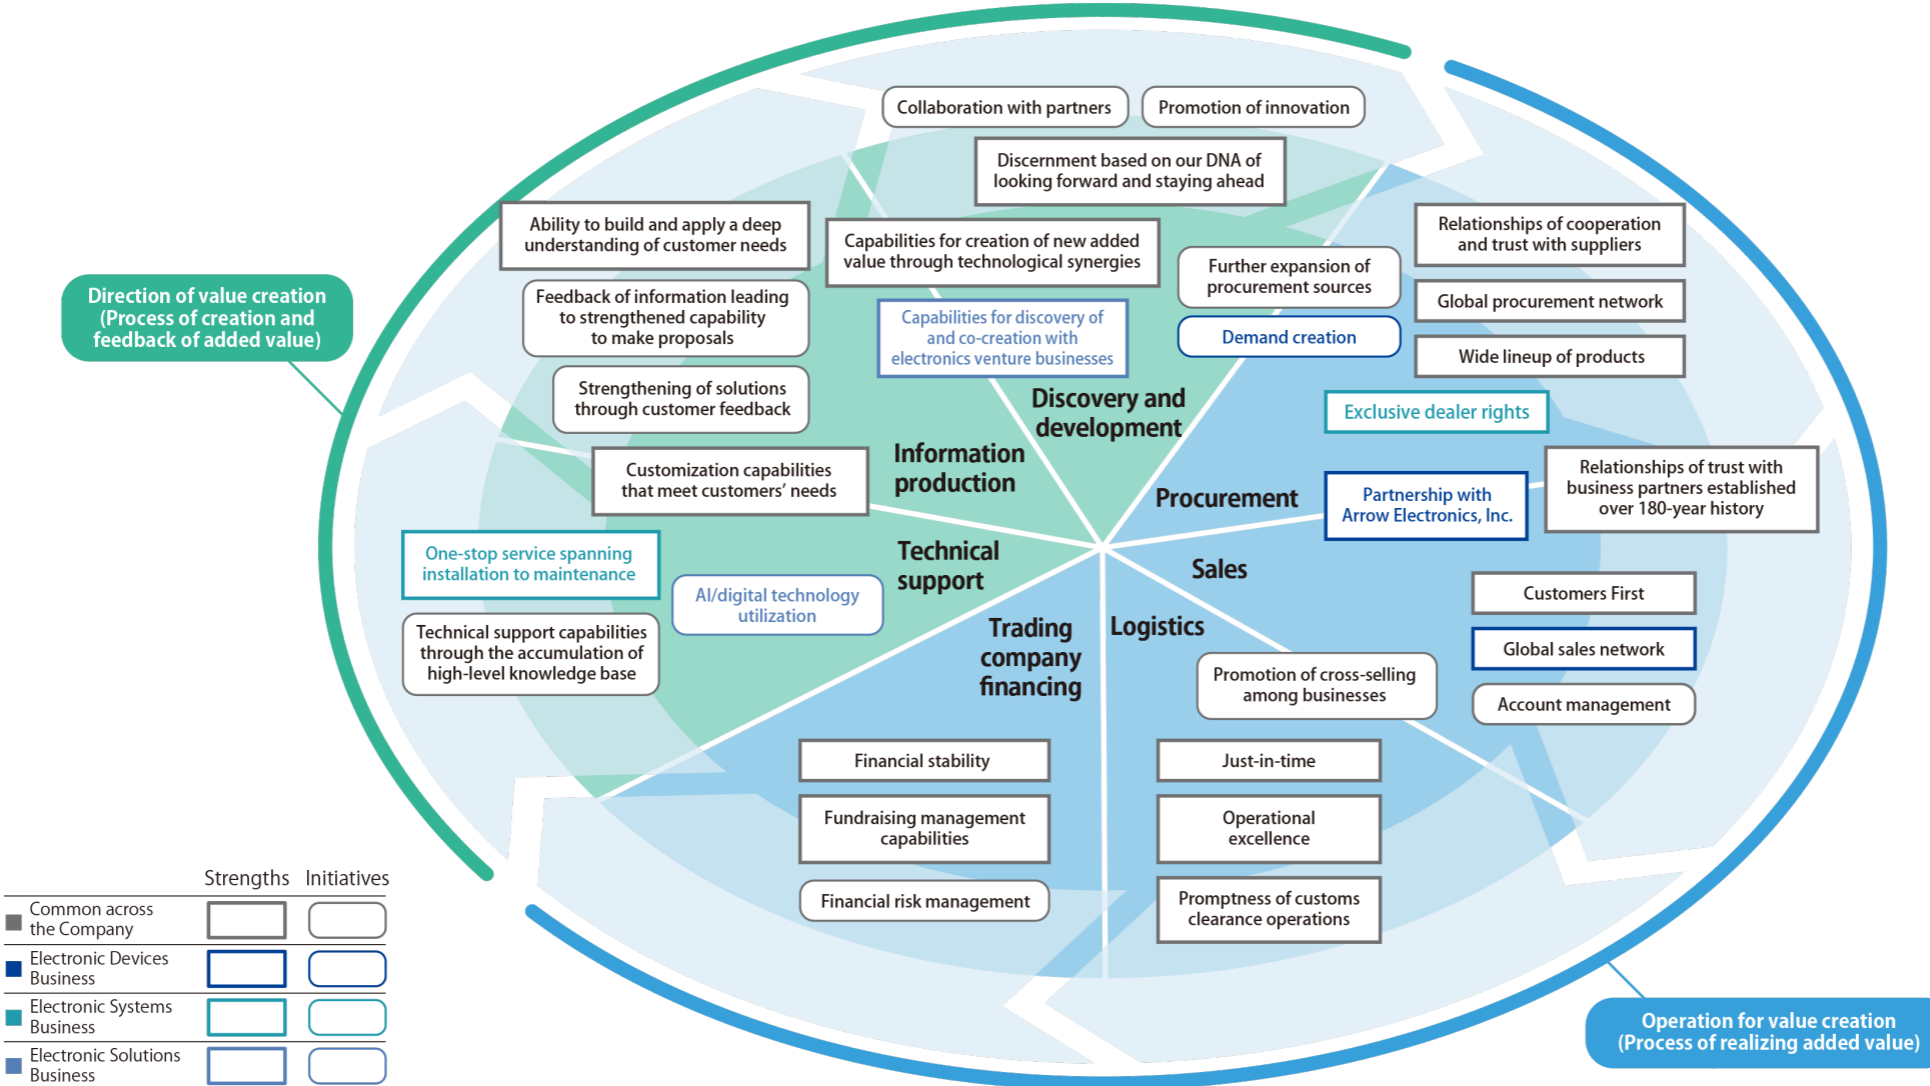 Collaboration with partners
Promotion of innovation
Discernment based on our DNA of
looking forward and staying ahead
Ability to build and apply a deep
understanding of customer needs
Capabilities for creation of new added
value through technological synergies
Relationships of cooperation
and trust with suppliers
Further expansion of
procurement sources
Direction of value creation
(Process of creation and
feedback of added value)
Feedback of information leading
to strengthened capability
to make proposals
Capabilities for discovery of
and co-creation with
electronics venture businesses
Demand creation
Global procurement network
Wide lineup of products
Strengthening of solutions
through customer feedback
Discovery and
development
Exclusive dealer rights
Information
production
Customization capabilities
that meet customers’ needs
Procurement
Partnership with
Arrow Electronics, Inc.
Relationships of trust with
business partners established
over 180-year history
One-stop service spanning
installation to maintenance
Technical
support
Sales
AI/digital technology
utilization
Customers First
Technical support capabilities
through the accumulation of
high-level knowledge base
Trading
company
financing
Logistics
Global sales network
Promotion of cross-selling
among businesses
Account management
Financial stability
Just-in-time
Fundraising management
capabilities
Operational
excellence
Financial risk management
Promptness of customs
clearance operations
Strengths
Initiatives
Common across
the Company
Electronic Devices
Business
Electronic Systems
Business
Electronic Solutions
Business
Operation for value creation
(Process of realizing added value)